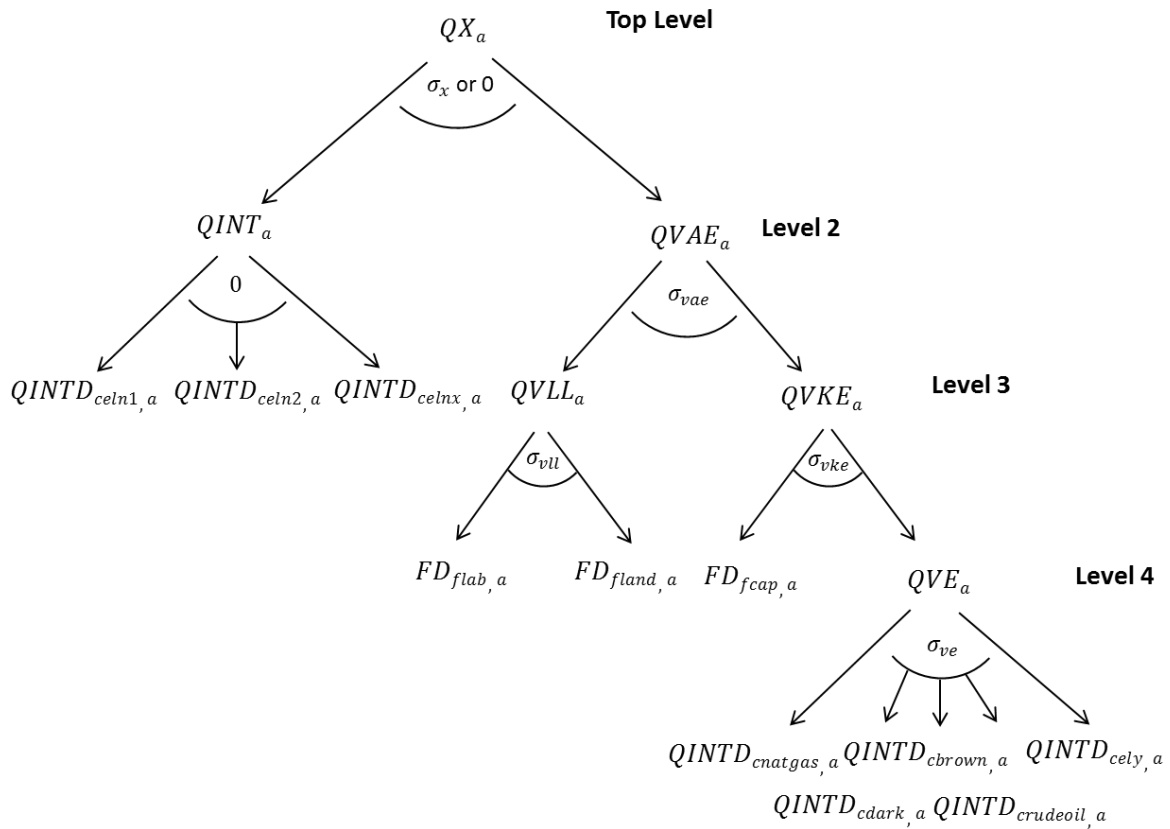 QX_a Top Level
σ_x or 0
QINT_a QVAE_a Level 2
0 σ_vae
QINTD_celn1, a QINTD_celn2, a QINTD_celnx, a QVLL_a QVKE_a Level 3
σ_vll σ_vke
FD_flab, a FD_fland, a FD_fcap, a QVE_a Level 4
σ_ve
QINTD_cnatgas, a QINTD_cbrown, a QINTD_cely, a
QINTD_cdark, a QINTD_crudeoil, a